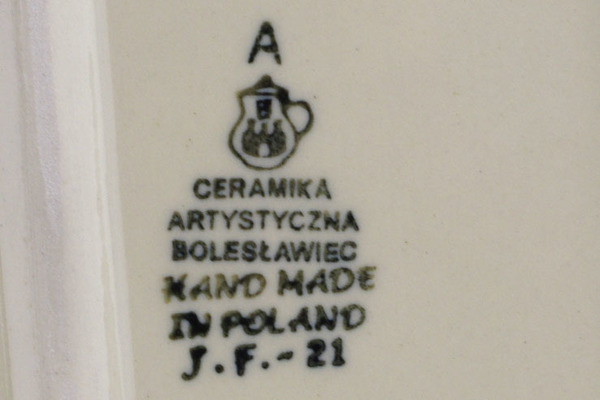 A
CERAMIKA
ARTYSTYCZNA
BOLESŁAWIEC
HAND MADE
IN POLAND
J.F.-21